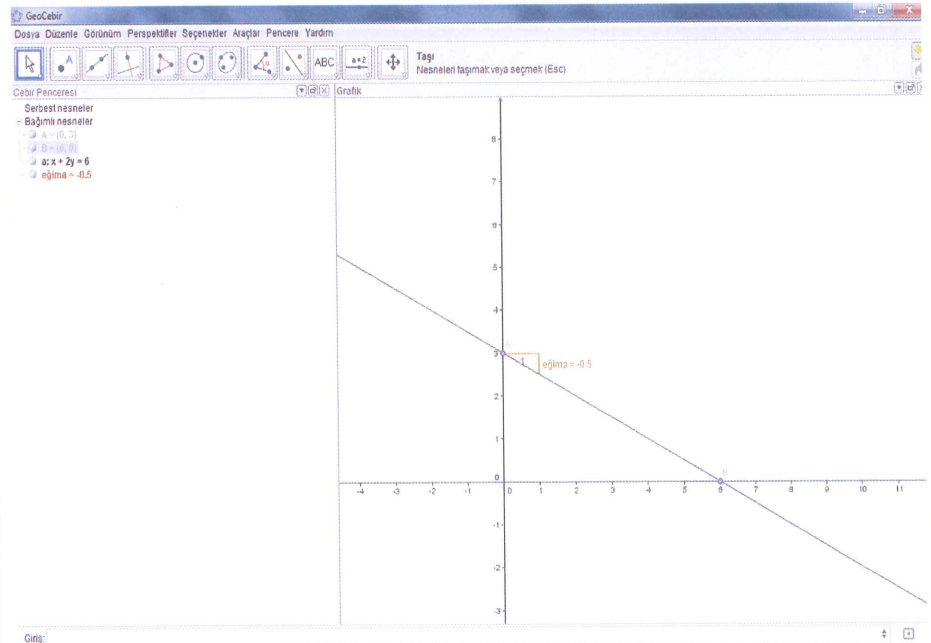 GeoCebir
Dosya Düzenle Görünüm Perspektifler Seçenekler Araçlar Pencere Yardım
A
ABC
a=2
Taşı
Nesneleri taşımak veya seçmek (Esc)
Cebir Penceresi
Grafik
Serbest nesneler
Bağımlı nesneler
A = (0, 3)
a: x + 2y = 6
eğima = -0.5
8
7
6
5
4
3
2
1
0
-1
-2
-3
A
1
eğima = -0.5
B
-4 -3 -2 -1 0 1 2 3 4 5 6 7 8 9 10 11
Giriş: